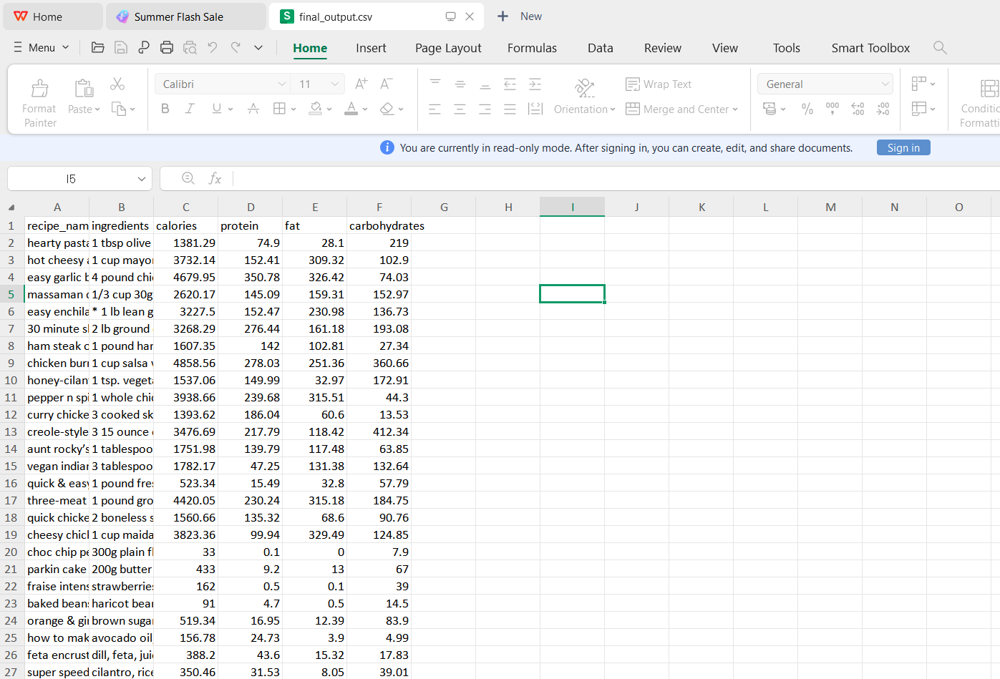 Home Summer Flash Sale S final_output.csv New
Menu Home Insert Page Layout Formulas Data Review View Tools Smart Toolbox
Calibri 11 A+ A- Wrap Text General
Format Painter Paste B I U A A Orientation Merge and Center % 000 ←0 .00 .00 →0 Conditio Formatti
You are currently in read-only mode. After signing in, you can create, edit, and share documents. Sign in
I5 fx
A B C D E F G H I J K L M N O
1 recipe_nam ingredients calories protein fat carbohydrates
2 hearty pasta 1 tbsp olive 1381.29 74.9 28.1 219
3 hot cheesy a 1 cup mayo 3732.14 152.41 309.32 102.9
4 easy garlic b 4 pound chi 4679.95 350.78 326.42 74.03
5 massaman c 1/3 cup 30g 2620.17 145.09 159.31 152.97
6 easy enchila * 1 lb lean g 3227.5 152.47 230.98 136.73
7 30 minute sl 2 lb ground 3268.29 276.44 161.18 193.08
8 ham steak o 1 pound har 1607.35 142 102.81 27.34
9 chicken burr 1 cup salsa v 4858.56 278.03 251.36 360.66
10 honey-cilan 1 tsp. vegeta 1537.06 149.99 32.97 172.91
11 pepper n spi 1 whole chic 3938.66 239.68 315.51 44.3
12 curry chicke 3 cooked sk 1393.62 186.04 60.6 13.53
13 creole-style 3 15 ounce 3476.69 217.79 118.42 412.34
14 aunt rocky’s 1 tablespoo 1751.98 139.79 117.48 63.85
15 vegan indiar 3 tablespoo 1782.17 47.25 131.38 132.64
16 quick & easy 1 pound fres 523.34 15.49 32.8 57.79
17 three-meat 1 pound gro 4420.05 230.24 315.18 184.75
18 quick chicke 2 boneless s 1560.66 135.32 68.6 90.76
19 cheesy chicl 1 cup maida 3823.36 99.94 329.49 124.85
20 choc chip pe 300g plain fl 33 0.1 0 7.9
21 parkin cake 200g butter 433 9.2 13 67
22 fraise intens strawberries 162 0.5 0.1 39
23 baked beans haricot bear 91 4.7 0.5 14.5
24 orange & gin brown sugar 519.34 16.95 12.39 83.9
25 how to mak avocado oil 156.78 24.73 3.9 4.99
26 feta encrust dill, feta, jui 388.2 43.6 15.32 17.83
27 super speed cilantro, rice 350.46 31.53 8.05 39.01